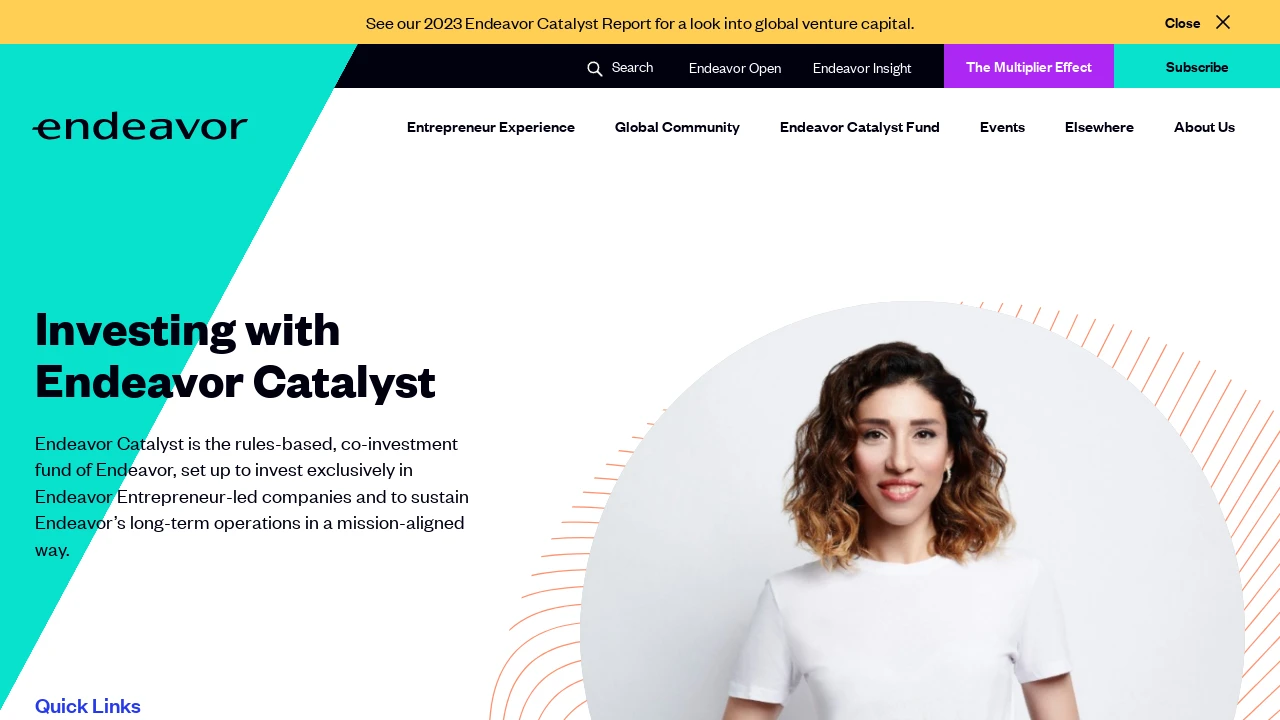 See our 2023 Endeavor Catalyst Report for a look into global venture capital.
Close
Search
Endeavor Open
Endeavor Insight
The Multiplier Effect
Subscribe
endeavor
Entrepreneur Experience
Global Community
Endeavor Catalyst Fund
Events
Elsewhere
About Us
Investing with
Endeavor Catalyst
Endeavor Catalyst is the rules-based, co-investment
fund of Endeavor, set up to invest exclusively in
Endeavor Entrepreneur-led companies and to sustain
Endeavor’s long-term operations in a mission-aligned
way.
Quick Links